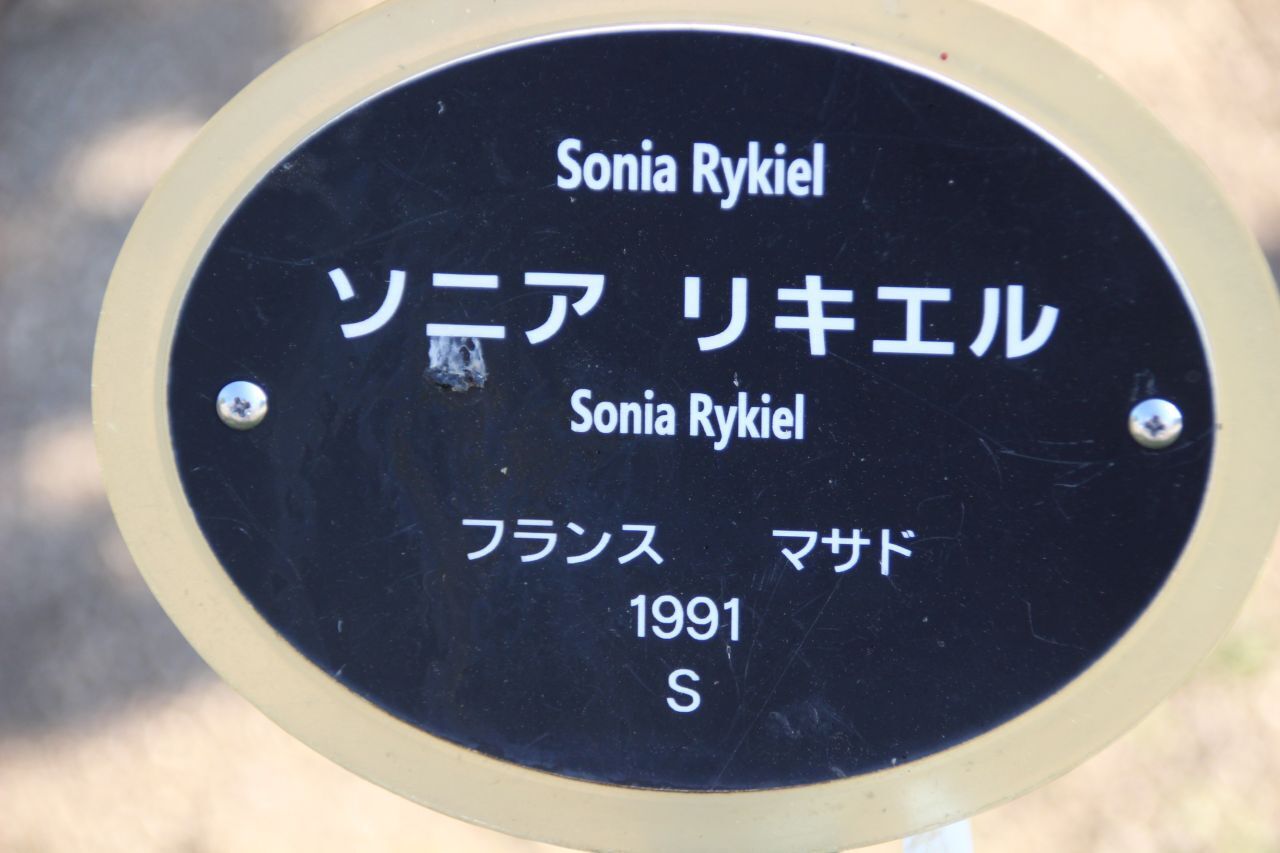 Sonia Rykiel
ソニア リキエル
Sonia Rykiel
フランス マサド
1991
S